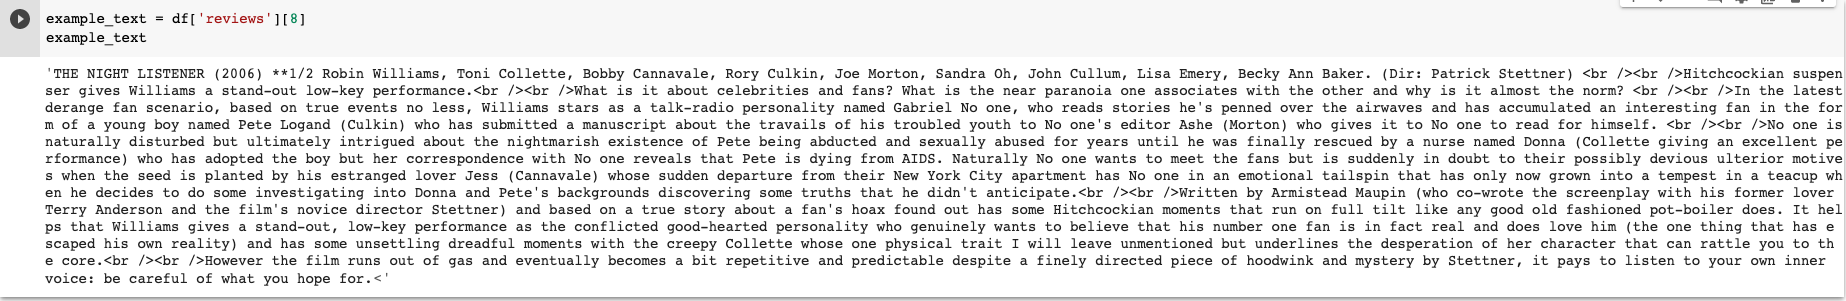 example_text = df['reviews'][8]
example_text
'THE NIGHT LISTENER (2006) **1/2 Robin Williams, Toni Collette, Bobby Cannavale, Rory Culkin, Joe Morton, Sandra Oh, John Cullum, Lisa Emery, Becky Ann Baker. (Dir: Patrick Stettner) <br /><br />Hitchcockian suspen
ser gives Williams a stand-out low-key performance.<br /><br />What is it about celebrities and fans? What is the near paranoia one associates with the other and why is it almost the norm? <br /><br />In the latest
derange fan scenario, based on true events no less, Williams stars as a talk-radio personality named Gabriel No one, who reads stories he's penned over the airwaves and has accumulated an interesting fan in the for
m of a young boy named Pete Logand (Culkin) who has submitted a manuscript about the travails of his troubled youth to No one's editor Ashe (Morton) who gives it to No one to read for himself. <br /><br />No one is
naturally disturbed but ultimately intrigued about the nightmarish existence of Pete being abducted and sexually abused for years until he was finally rescued by a nurse named Donna (Collette giving an excellent pe
rformance) who has adopted the boy but her correspondence with No one reveals that Pete is dying from AIDS. Naturally No one wants to meet the fans but is suddenly in doubt to their possibly devious ulterior motive
s when the seed is planted by his estranged lover Jess (Cannavale) whose sudden departure from their New York City apartment has No one in an emotional tailspin that has only now grown into a tempest in a teacup wh
en he decides to do some investigating into Donna and Pete's backgrounds discovering some truths that he didn't anticipate.<br /><br />Written by Armistead Maupin (who co-wrote the screenplay with his former lover
Terry Anderson and the film's novice director Stettner) and based on a true story about a fan's hoax found out has some Hitchcockian moments that run on full tilt like any good old fashioned pot-boiler does. It hel
ps that Williams gives a stand-out, low-key performance as the conflicted good-hearted personality who genuinely wants to believe that his number one fan is in fact real and does love him (the one thing that has e
scaped his own reality) and has some unsettling dreadful moments with the creepy Collette whose one physical trait I will leave unmentioned but underlines the desperation of her character that can rattle you to th
e core.<br /><br />However the film runs out of gas and eventually becomes a bit repetitive and predictable despite a finely directed piece of hoodwink and mystery by Stettner, it pays to listen to your own inner
voice: be careful of what you hope for.<'